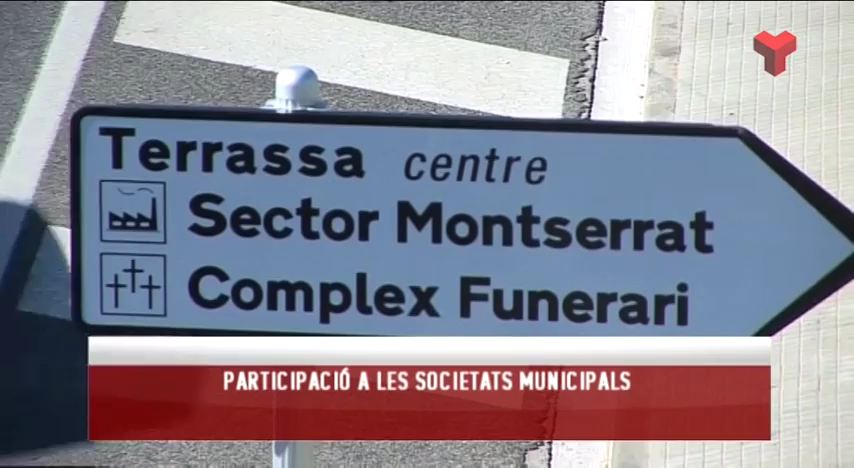 Terrassa centre
Sector Montserrat
Complex Funerari
PARTICIPACIÓ A LES SOCIETATS MUNICIPALS